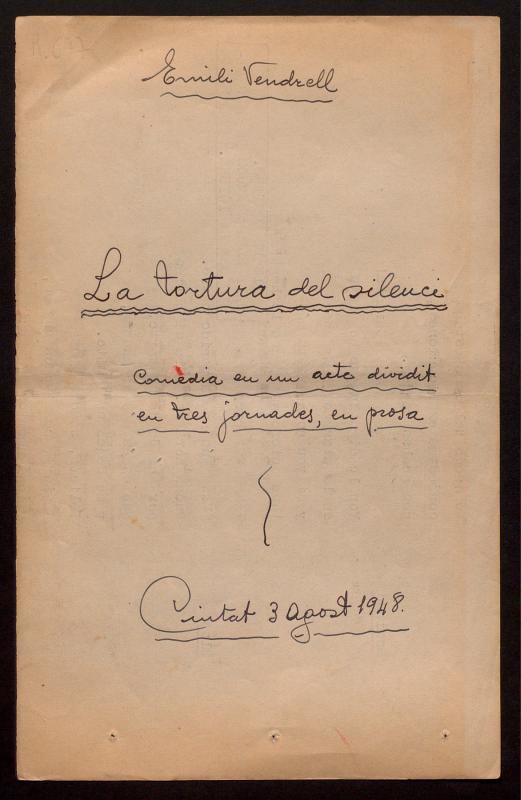 Emili Vendrell
La tortura del silenci
Comèdia en un acte dividit
en tres jornades, en prosa
Ciutat 3 Agost 1948.